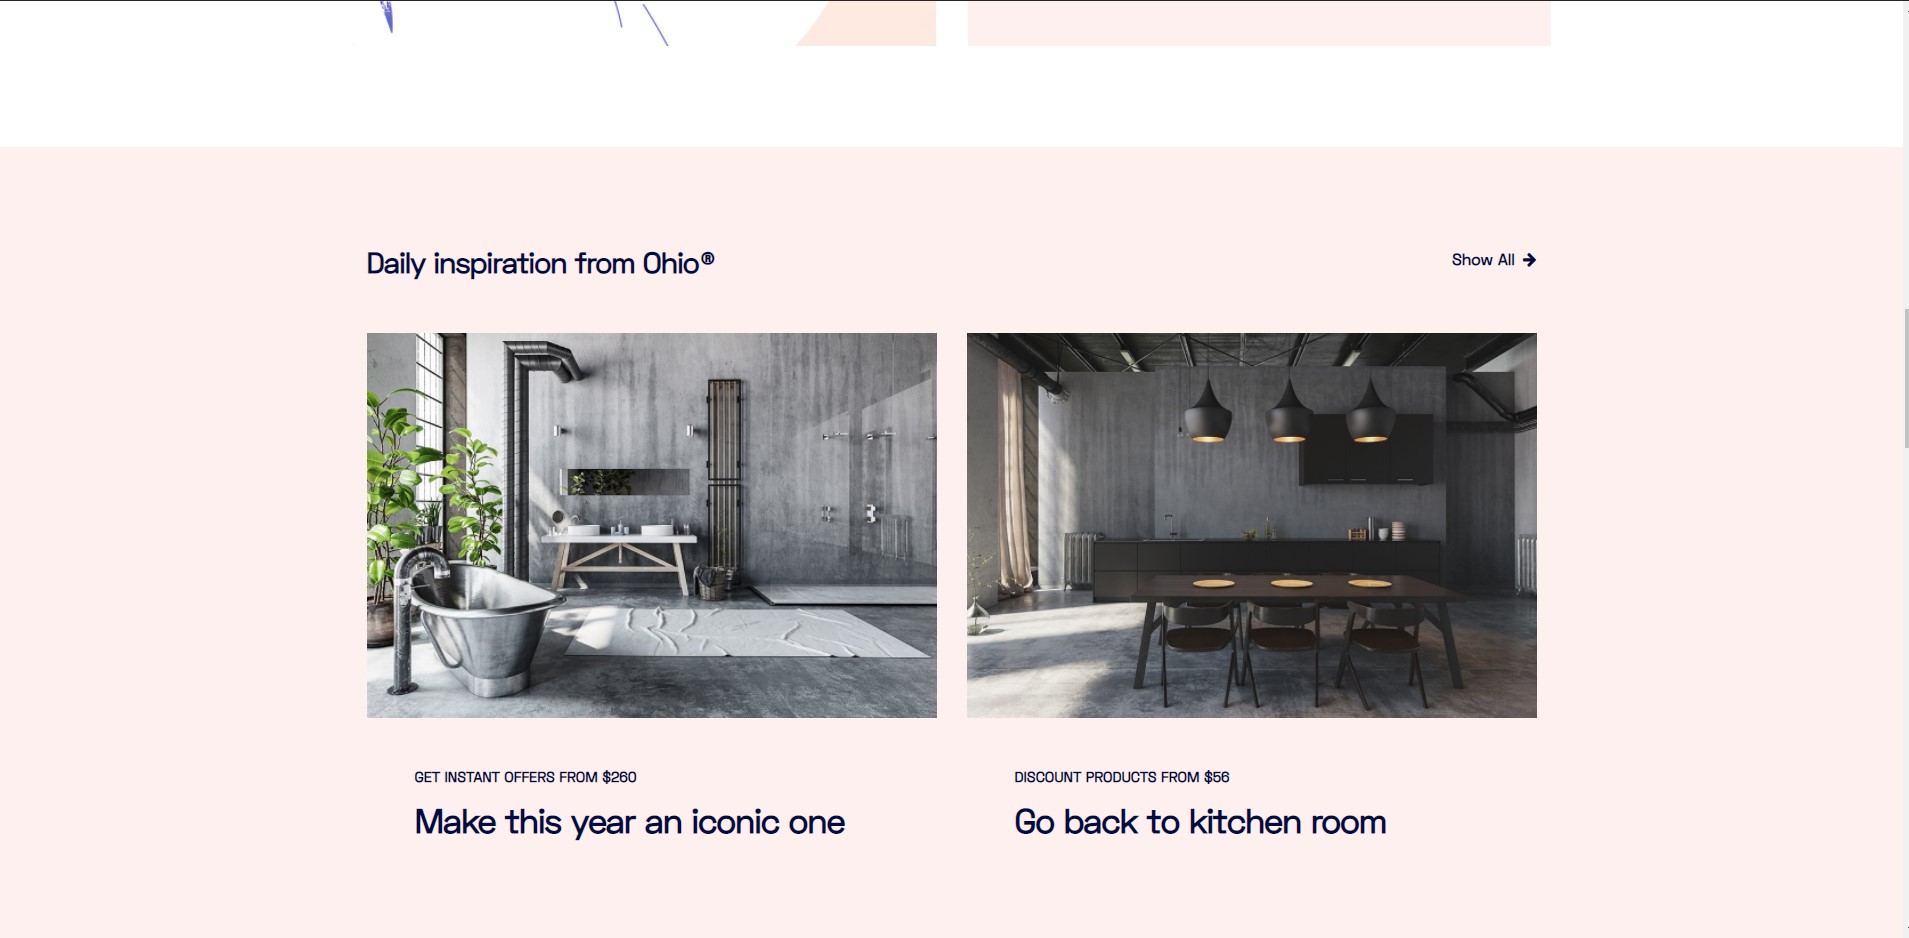 Daily inspiration from Ohio®
Show All
GET INSTANT OFFERS FROM $260
Make this year an iconic one
DISCOUNT PRODUCTS FROM $56
Go back to kitchen room